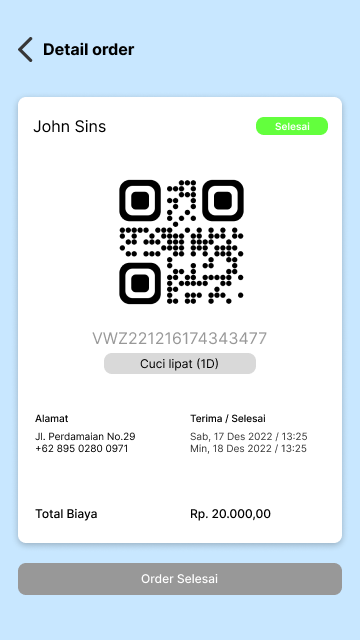 Detail order
John Sins
Selesai
VWZ221216174343477
Cuci lipat (1D)
Alamat
Jl. Perdamaian No.29
+62 895 0280 0971
Terima / Selesai
Sab, 17 Des 2022 / 13:25
Min, 18 Des 2022 / 13:25
Total Biaya
Rp. 20.000,00
Order Selesai